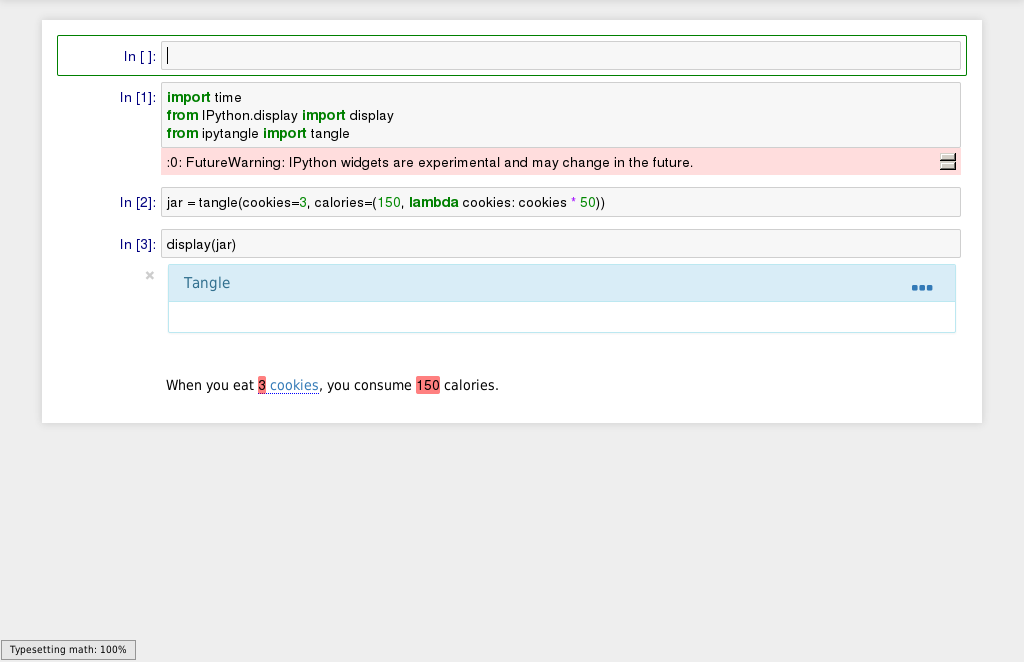 In [ ]:
In [1]: import time
from IPython.display import display
from ipytangle import tangle
:0: FutureWarning: IPython widgets are experimental and may change in the future.
In [2]: jar = tangle(cookies=3, calories=(150, lambda cookies: cookies * 50))
In [3]: display(jar)
×
Tangle
When you eat 3 cookies, you consume 150 calories.
Typesetting math: 100%